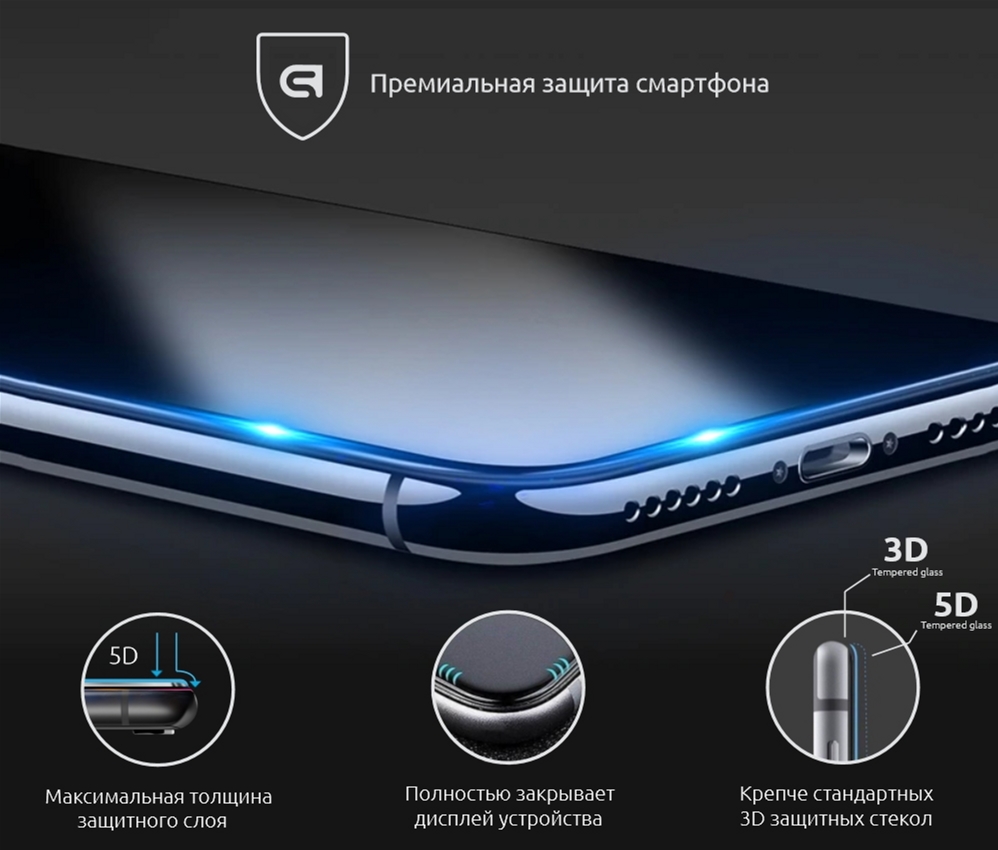 Премиальная защита смартфона
3D
Tempered glass
5D
Tempered glass
5D
Максимальная толщина
защитного слоя
Полностью закрывает
дисплей устройства
Крепче стандартных
3D защитных стекол